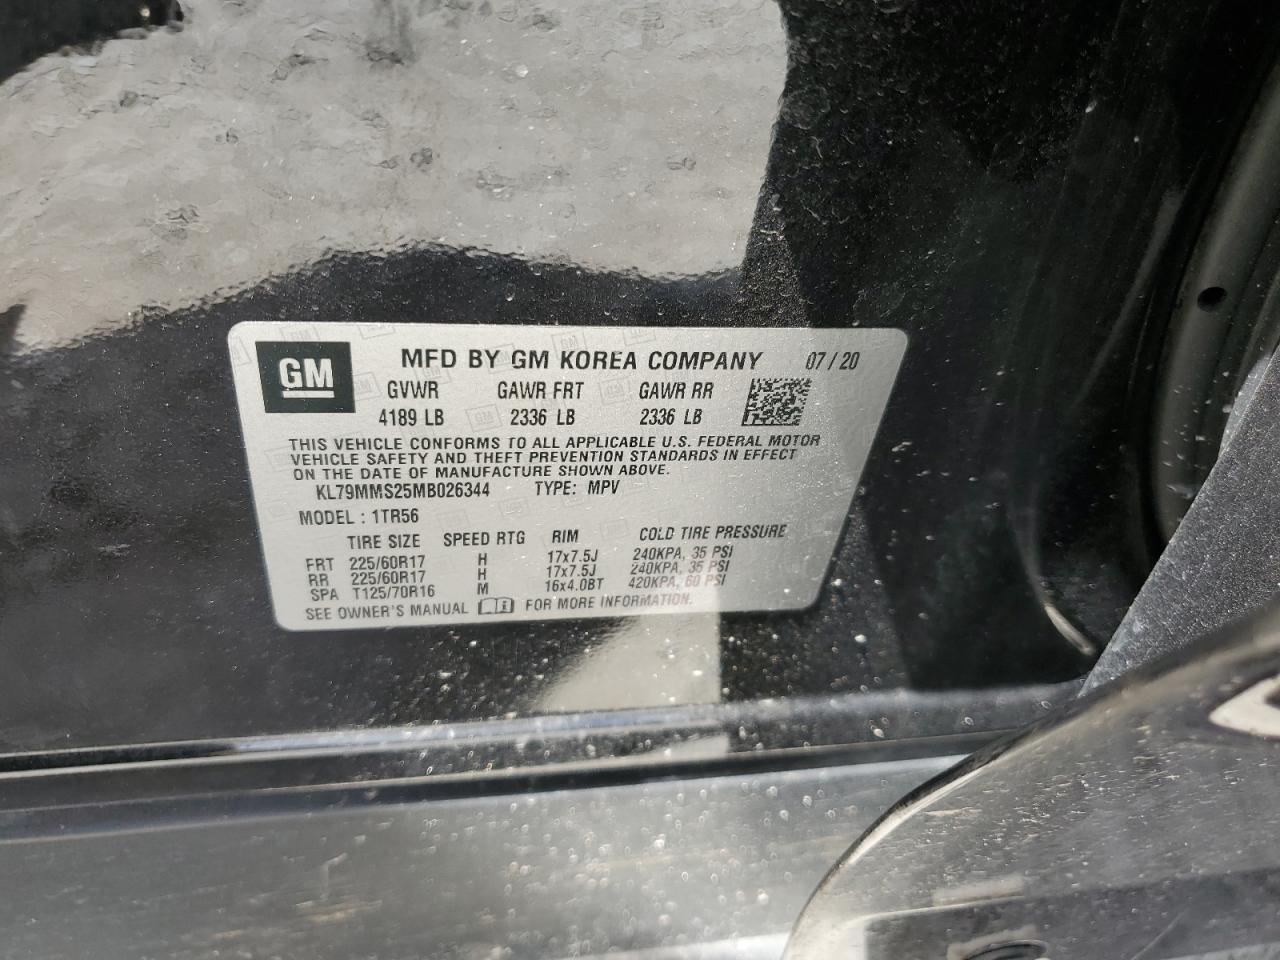 GM MFD BY GM KOREA COMPANY 07/20
GVWR GAWR FRT GAWR RR
4189 LB 2336 LB 2336 LB
THIS VEHICLE CONFORMS TO ALL APPLICABLE U.S. FEDERAL MOTOR
VEHICLE SAFETY AND THEFT PREVENTION STANDARDS IN EFFECT
ON THE DATE OF MANUFACTURE SHOWN ABOVE.
KL79MMS25MB026344 TYPE: MPV
MODEL : 1TR56
TIRE SIZE SPEED RTG RIM COLD TIRE PRESSURE
FRT 225/60R17 H 17x7.5J 240KPA, 35 PSI
RR 225/60R17 H 17x7.5J 240KPA, 35 PSI
SPA T125/70R16 M 16x4.0BT 420KPA, 60 PSI
SEE OWNER'S MANUAL FOR MORE INFORMATION.